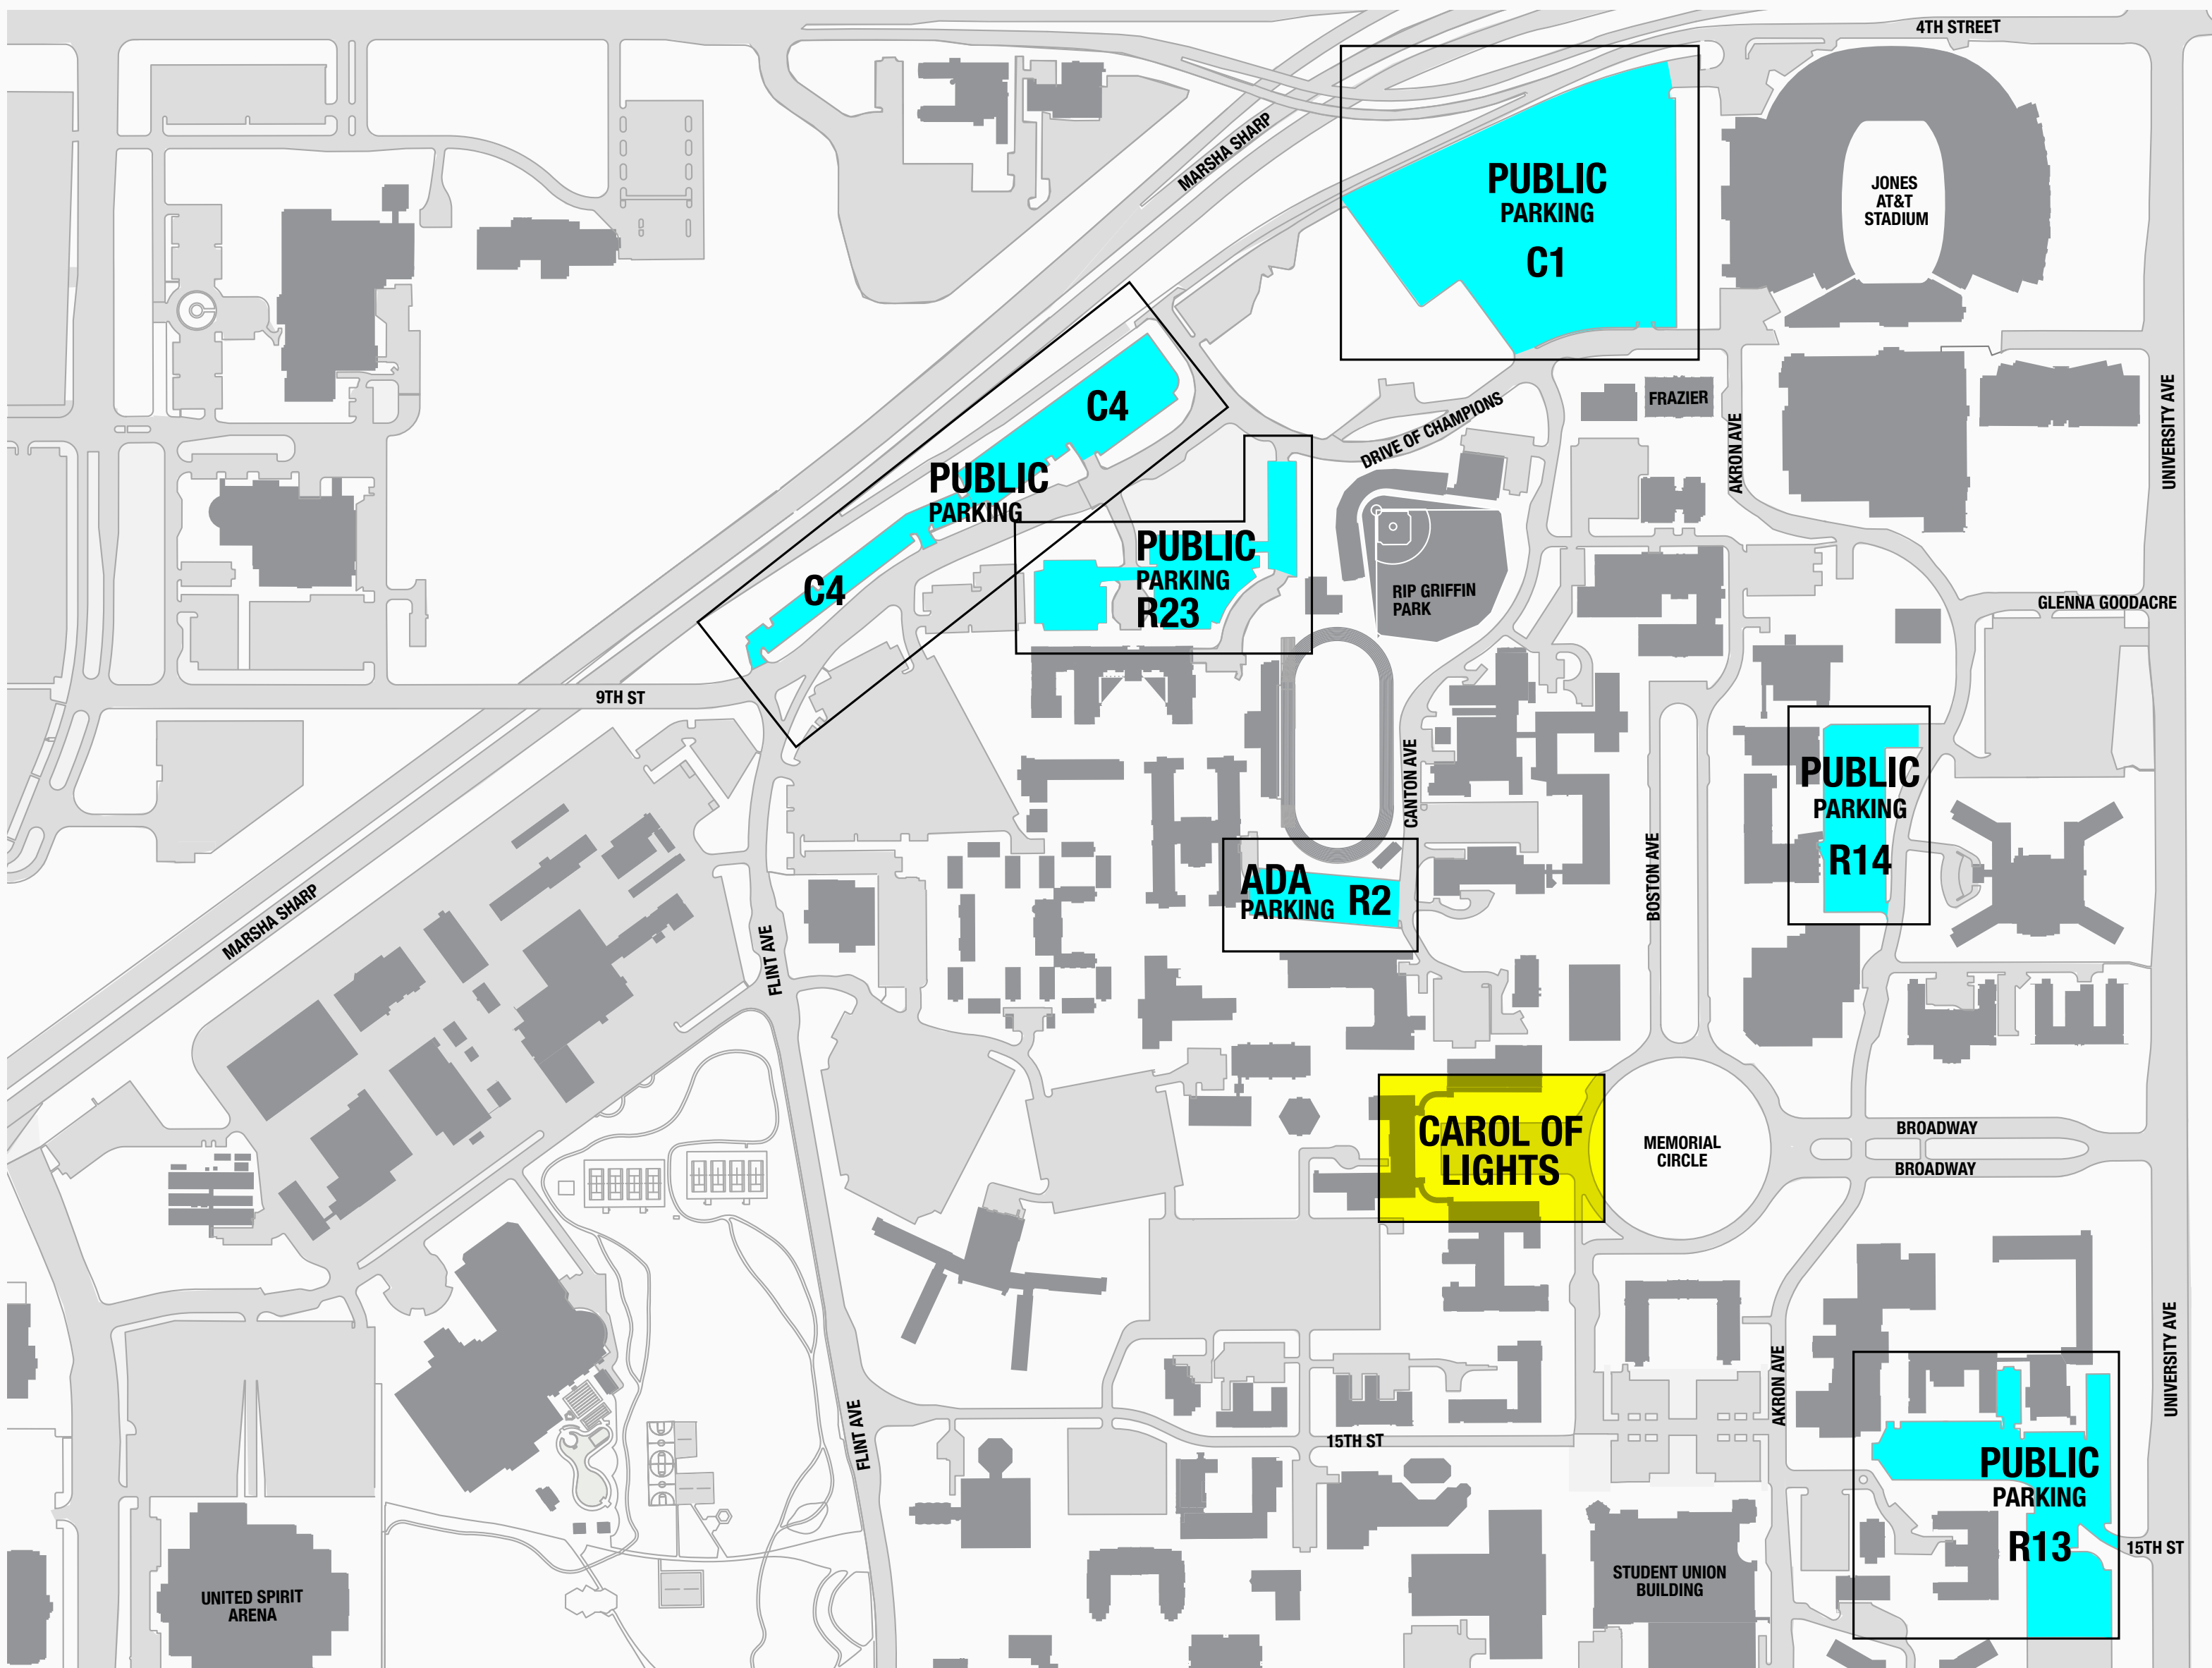 4TH STREET
MARSHA SHARP
PUBLIC
PARKING
C1
JONES
AT&T
STADIUM
C4
PUBLIC
PARKING
C4
DRIVE OF CHAMPIONS
FRAZIER
AKRON AVE
UNIVERSITY AVE
PUBLIC
PARKING
R23
RIP GRIFFIN
PARK
GLENNA GOODACRE
9TH ST
CANTON AVE
BOSTON AVE
PUBLIC
PARKING
R14
ADA
PARKING
R2
MARSHA SHARP
FLINT AVE
CAROL OF
LIGHTS
MEMORIAL
CIRCLE
BROADWAY
BROADWAY
UNIVERSITY AVE
AKRON AVE
FLINT AVE
15TH ST
PUBLIC
PARKING
R13
15TH ST
STUDENT UNION
BUILDING
UNITED SPIRIT
ARENA